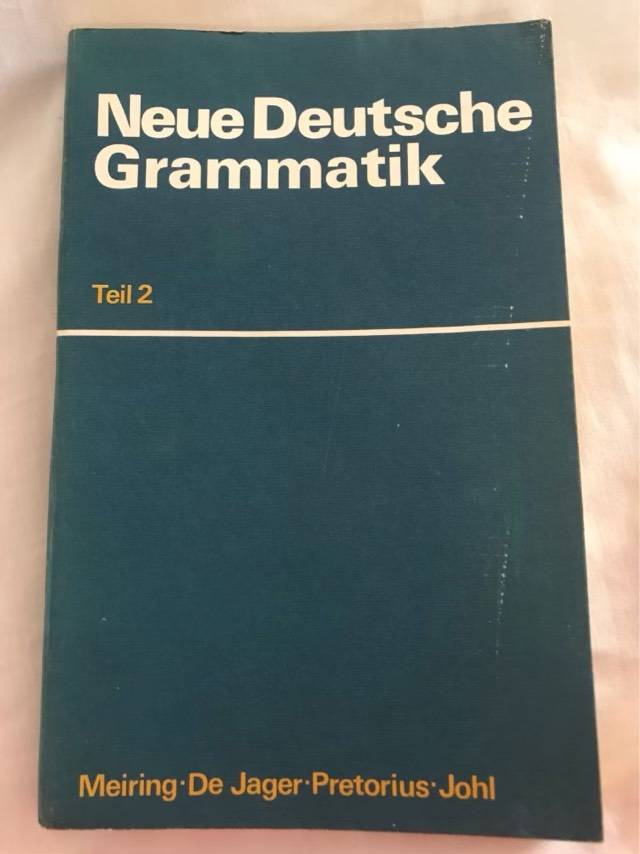 Neue Deutsche
Grammatik
Teil 2
Meiring·De Jager·Pretorius·Johl